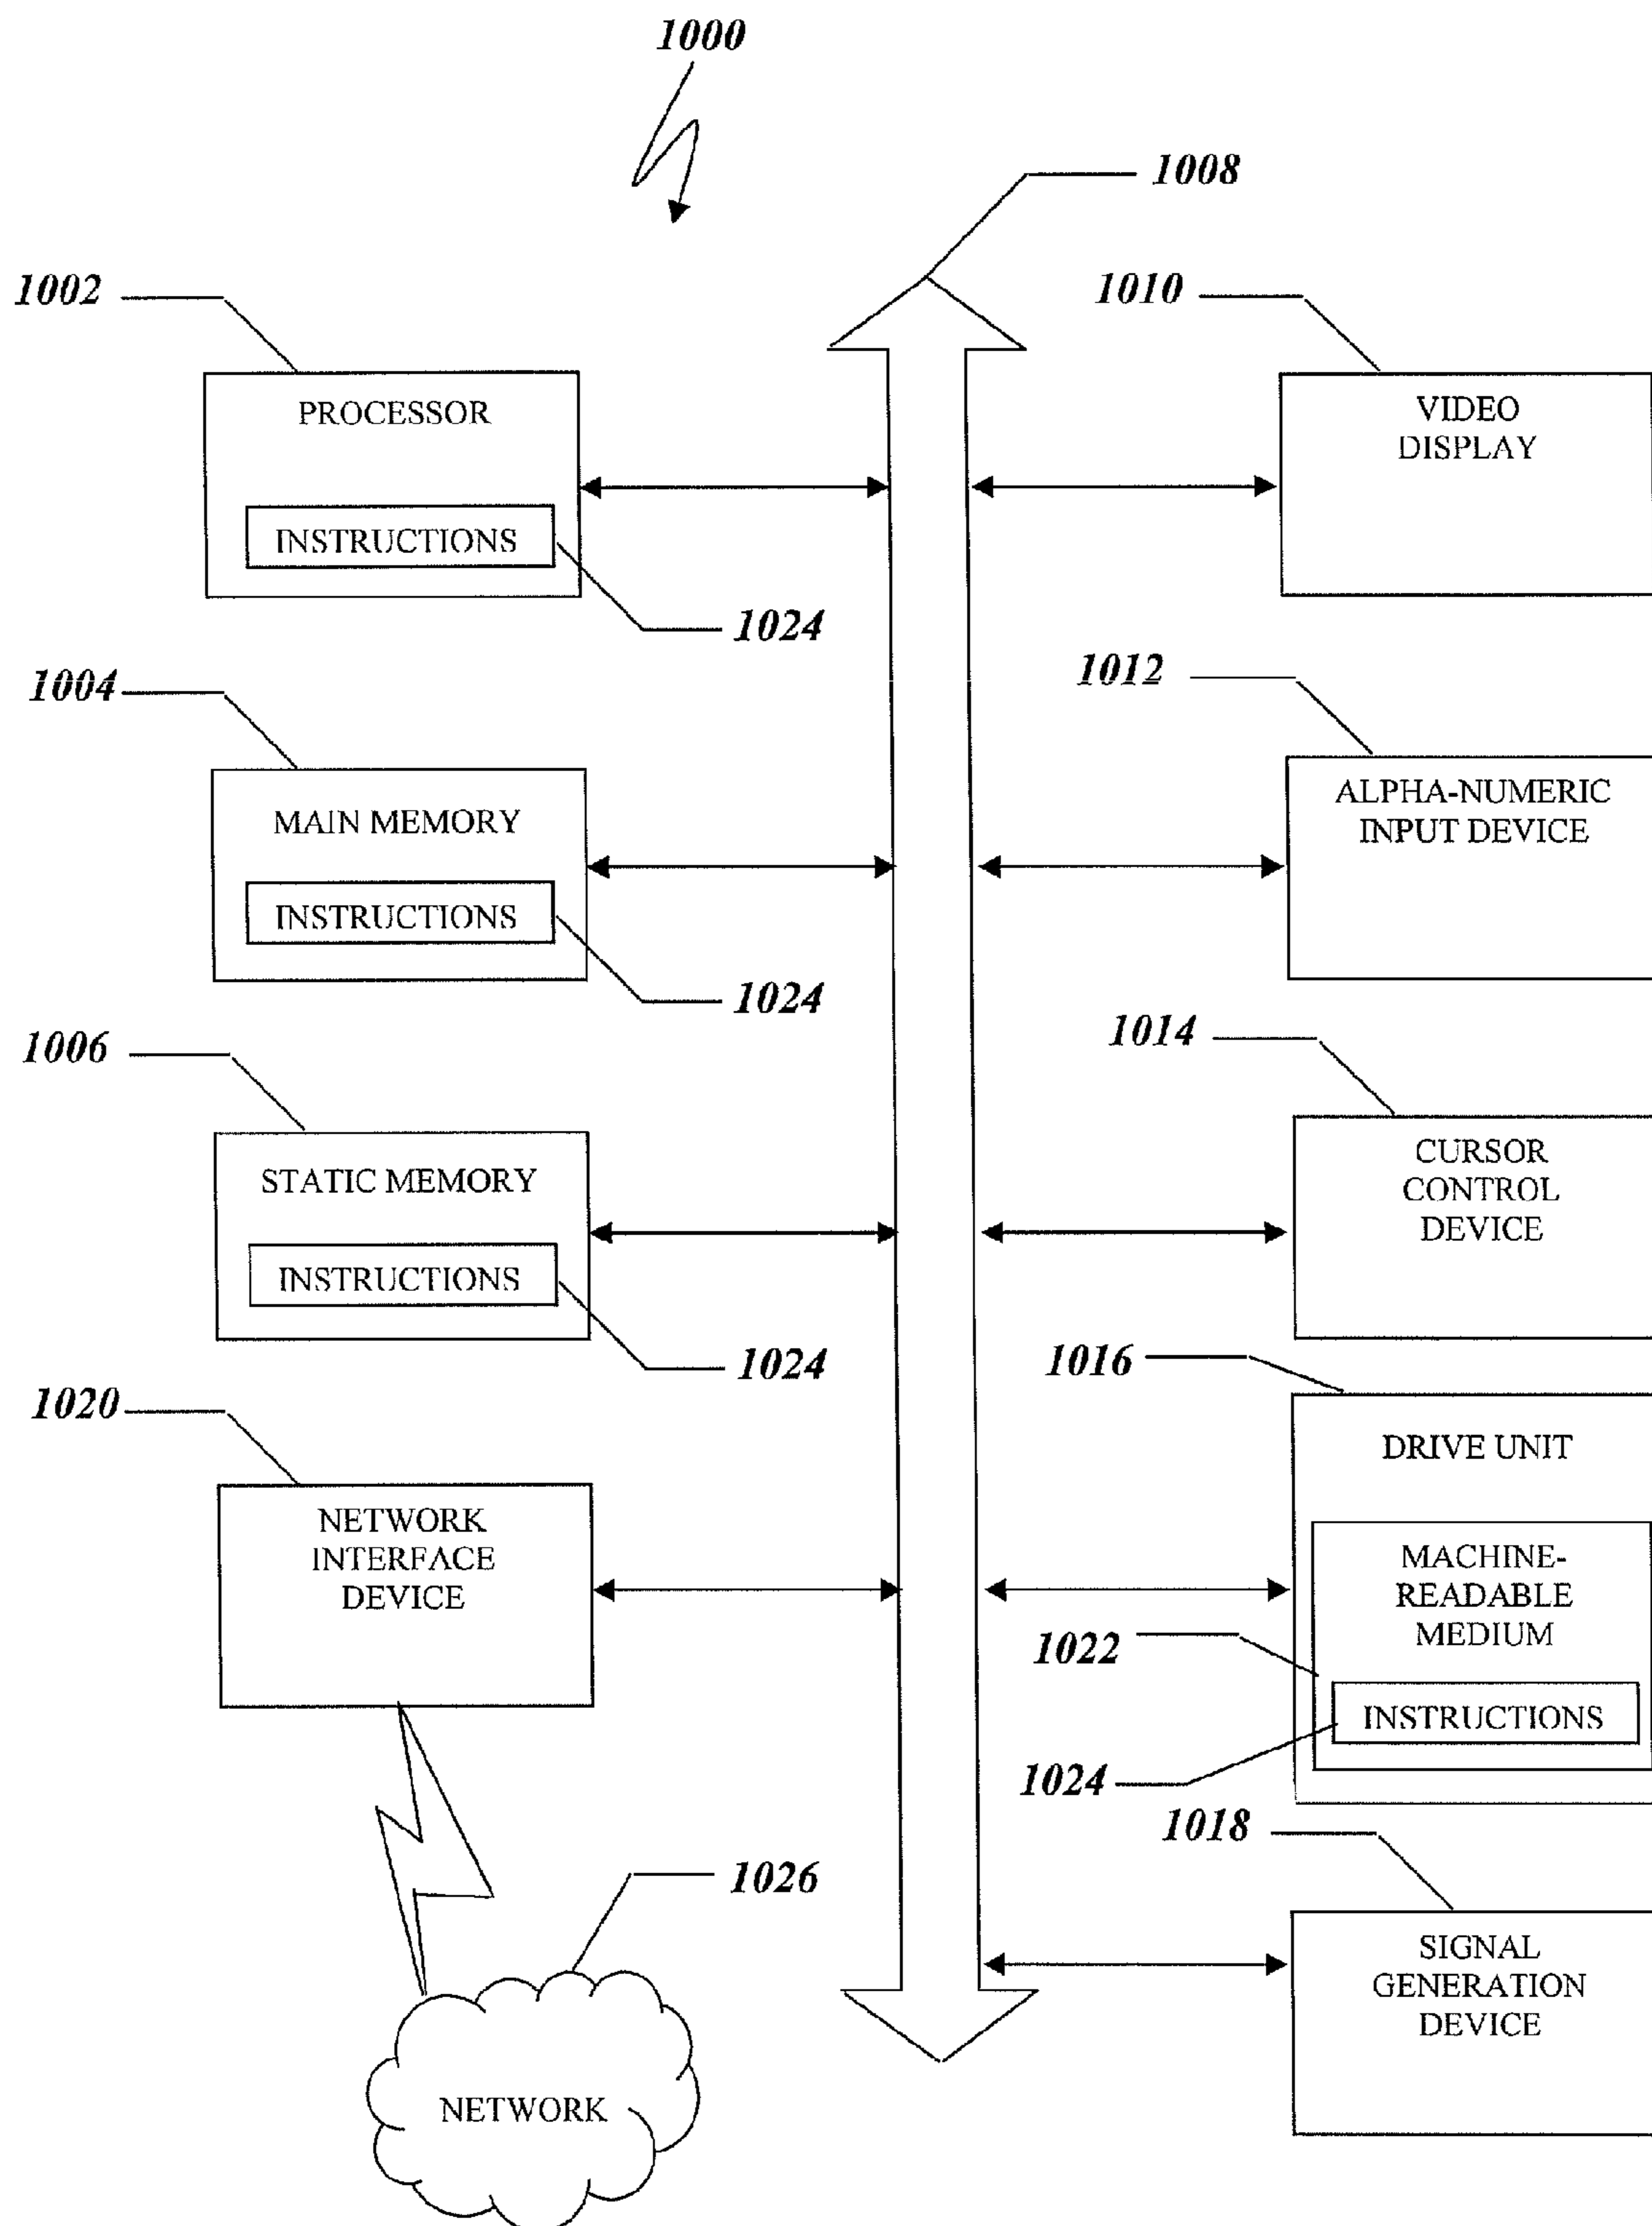 1000
1008
1002
PROCESSOR
INSTRUCTIONS
1024
1004
MAIN MEMORY
INSTRUCTIONS
1024
1006
STATIC MEMORY
INSTRUCTIONS
1024
1020
NETWORK
INTERFACE
DEVICE
1026
NETWORK
1010
VIDEO
DISPLAY
1012
ALPHA-NUMERIC
INPUT DEVICE
1014
CURSOR
CONTROL
DEVICE
1016
DRIVE UNIT
MACHINE-
READABLE
MEDIUM
1022
INSTRUCTIONS
1024
1018
SIGNAL
GENERATION
DEVICE